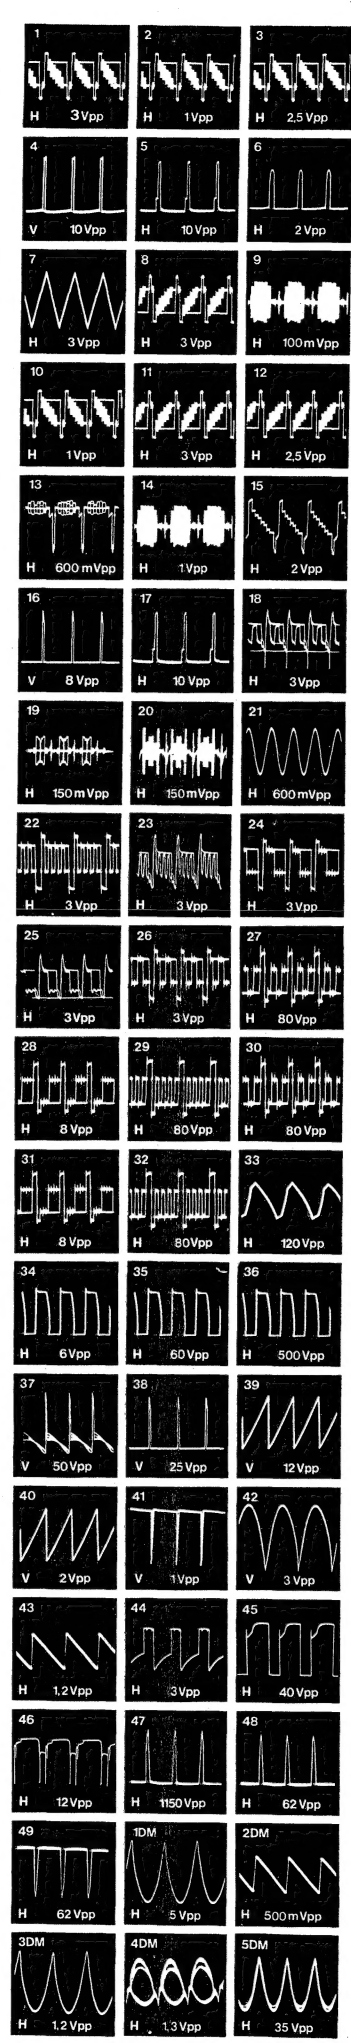 1 2 3
H 3Vpp H 1Vpp H 2,5Vpp
4 5 6
V 10Vpp H 10Vpp H 2Vpp
7 8 9
H 3Vpp H 3Vpp H 100mVpp
10 11 12
H 1Vpp H 3Vpp H 2,5Vpp
13 14 15
H 600mVpp H 1Vpp H 2Vpp
16 17 18
V 8Vpp H 10Vpp H 3Vpp
19 20 21
H 150mVpp H 150mVpp H 600mVpp
22 23 24
H 3Vpp H 3Vpp H 3Vpp
25 26 27
H 3Vpp H 3Vpp H 80Vpp
28 29 30
H 8Vpp H 80Vpp H 80Vpp
31 32 33
H 8Vpp H 80Vpp H 120Vpp
34 35 36
H 6Vpp H 60Vpp H 500Vpp
37 38 39
V 50Vpp V 25Vpp V 12Vpp
40 41 42
V 2Vpp V 1Vpp V 3Vpp
43 44 45
H 1,2Vpp H 3Vpp H 40Vpp
46 47 48
H 12Vpp H 1150Vpp H 62Vpp
49 1DM 2DM
H 62Vpp H 5Vpp H 500mVpp
3DM 4DM 5DM
H 1,2Vpp H 1,3Vpp H 35Vpp